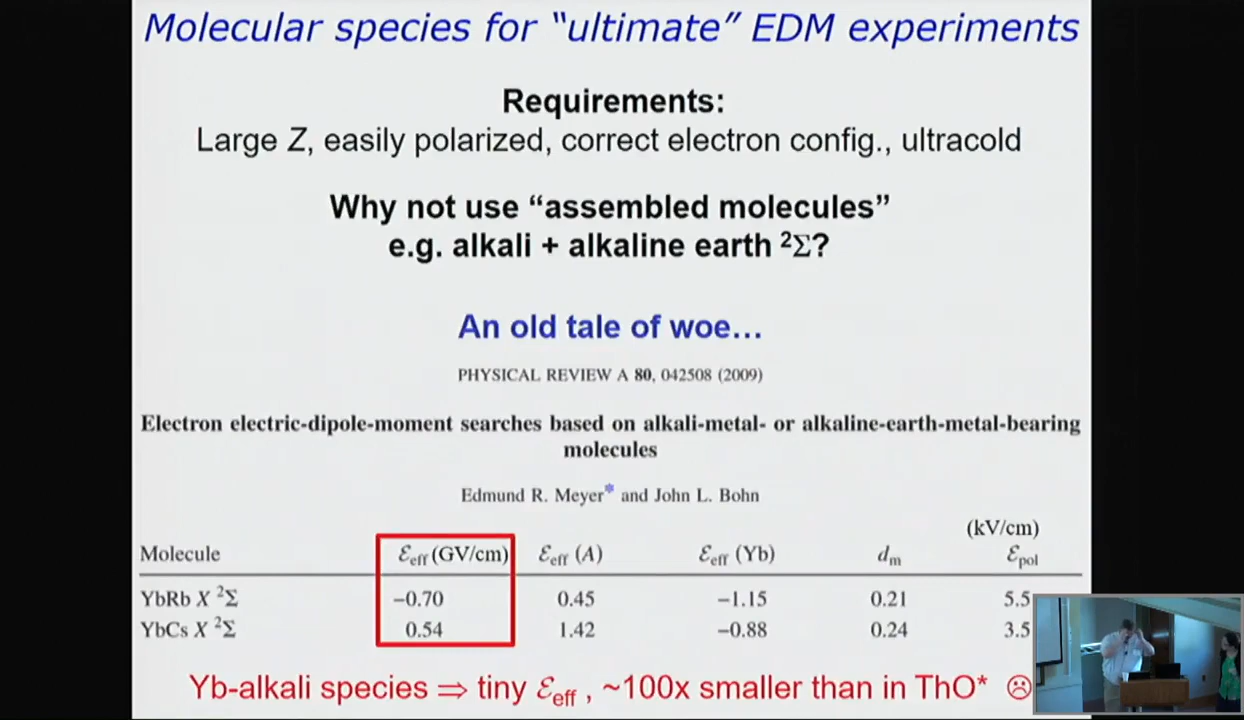 Molecular species for “ultimate” EDM experiments
Requirements:
Large Z, easily polarized, correct electron config., ultracold
Why not use “assembled molecules”
e.g. alkali + alkaline earth ²Σ?
An old tale of woe…
PHYSICAL REVIEW A 80, 042508 (2009)
Electron electric-dipole-moment searches based on alkali-metal- or alkaline-earth-metal-bearing
molecules
Edmund R. Meyer* and John L. Bohn
(kV/cm)
Molecule ℰeff (GV/cm) ℰeff (A) ℰeff (Yb) dm ℰpol
YbRb X ²Σ −0.70 0.45 −1.15 0.21 5.5
YbCs X ²Σ 0.54 1.42 −0.88 0.24 3.5
Yb-alkali species ⇒ tiny ℰeff , ~100x smaller than in ThO* ☹